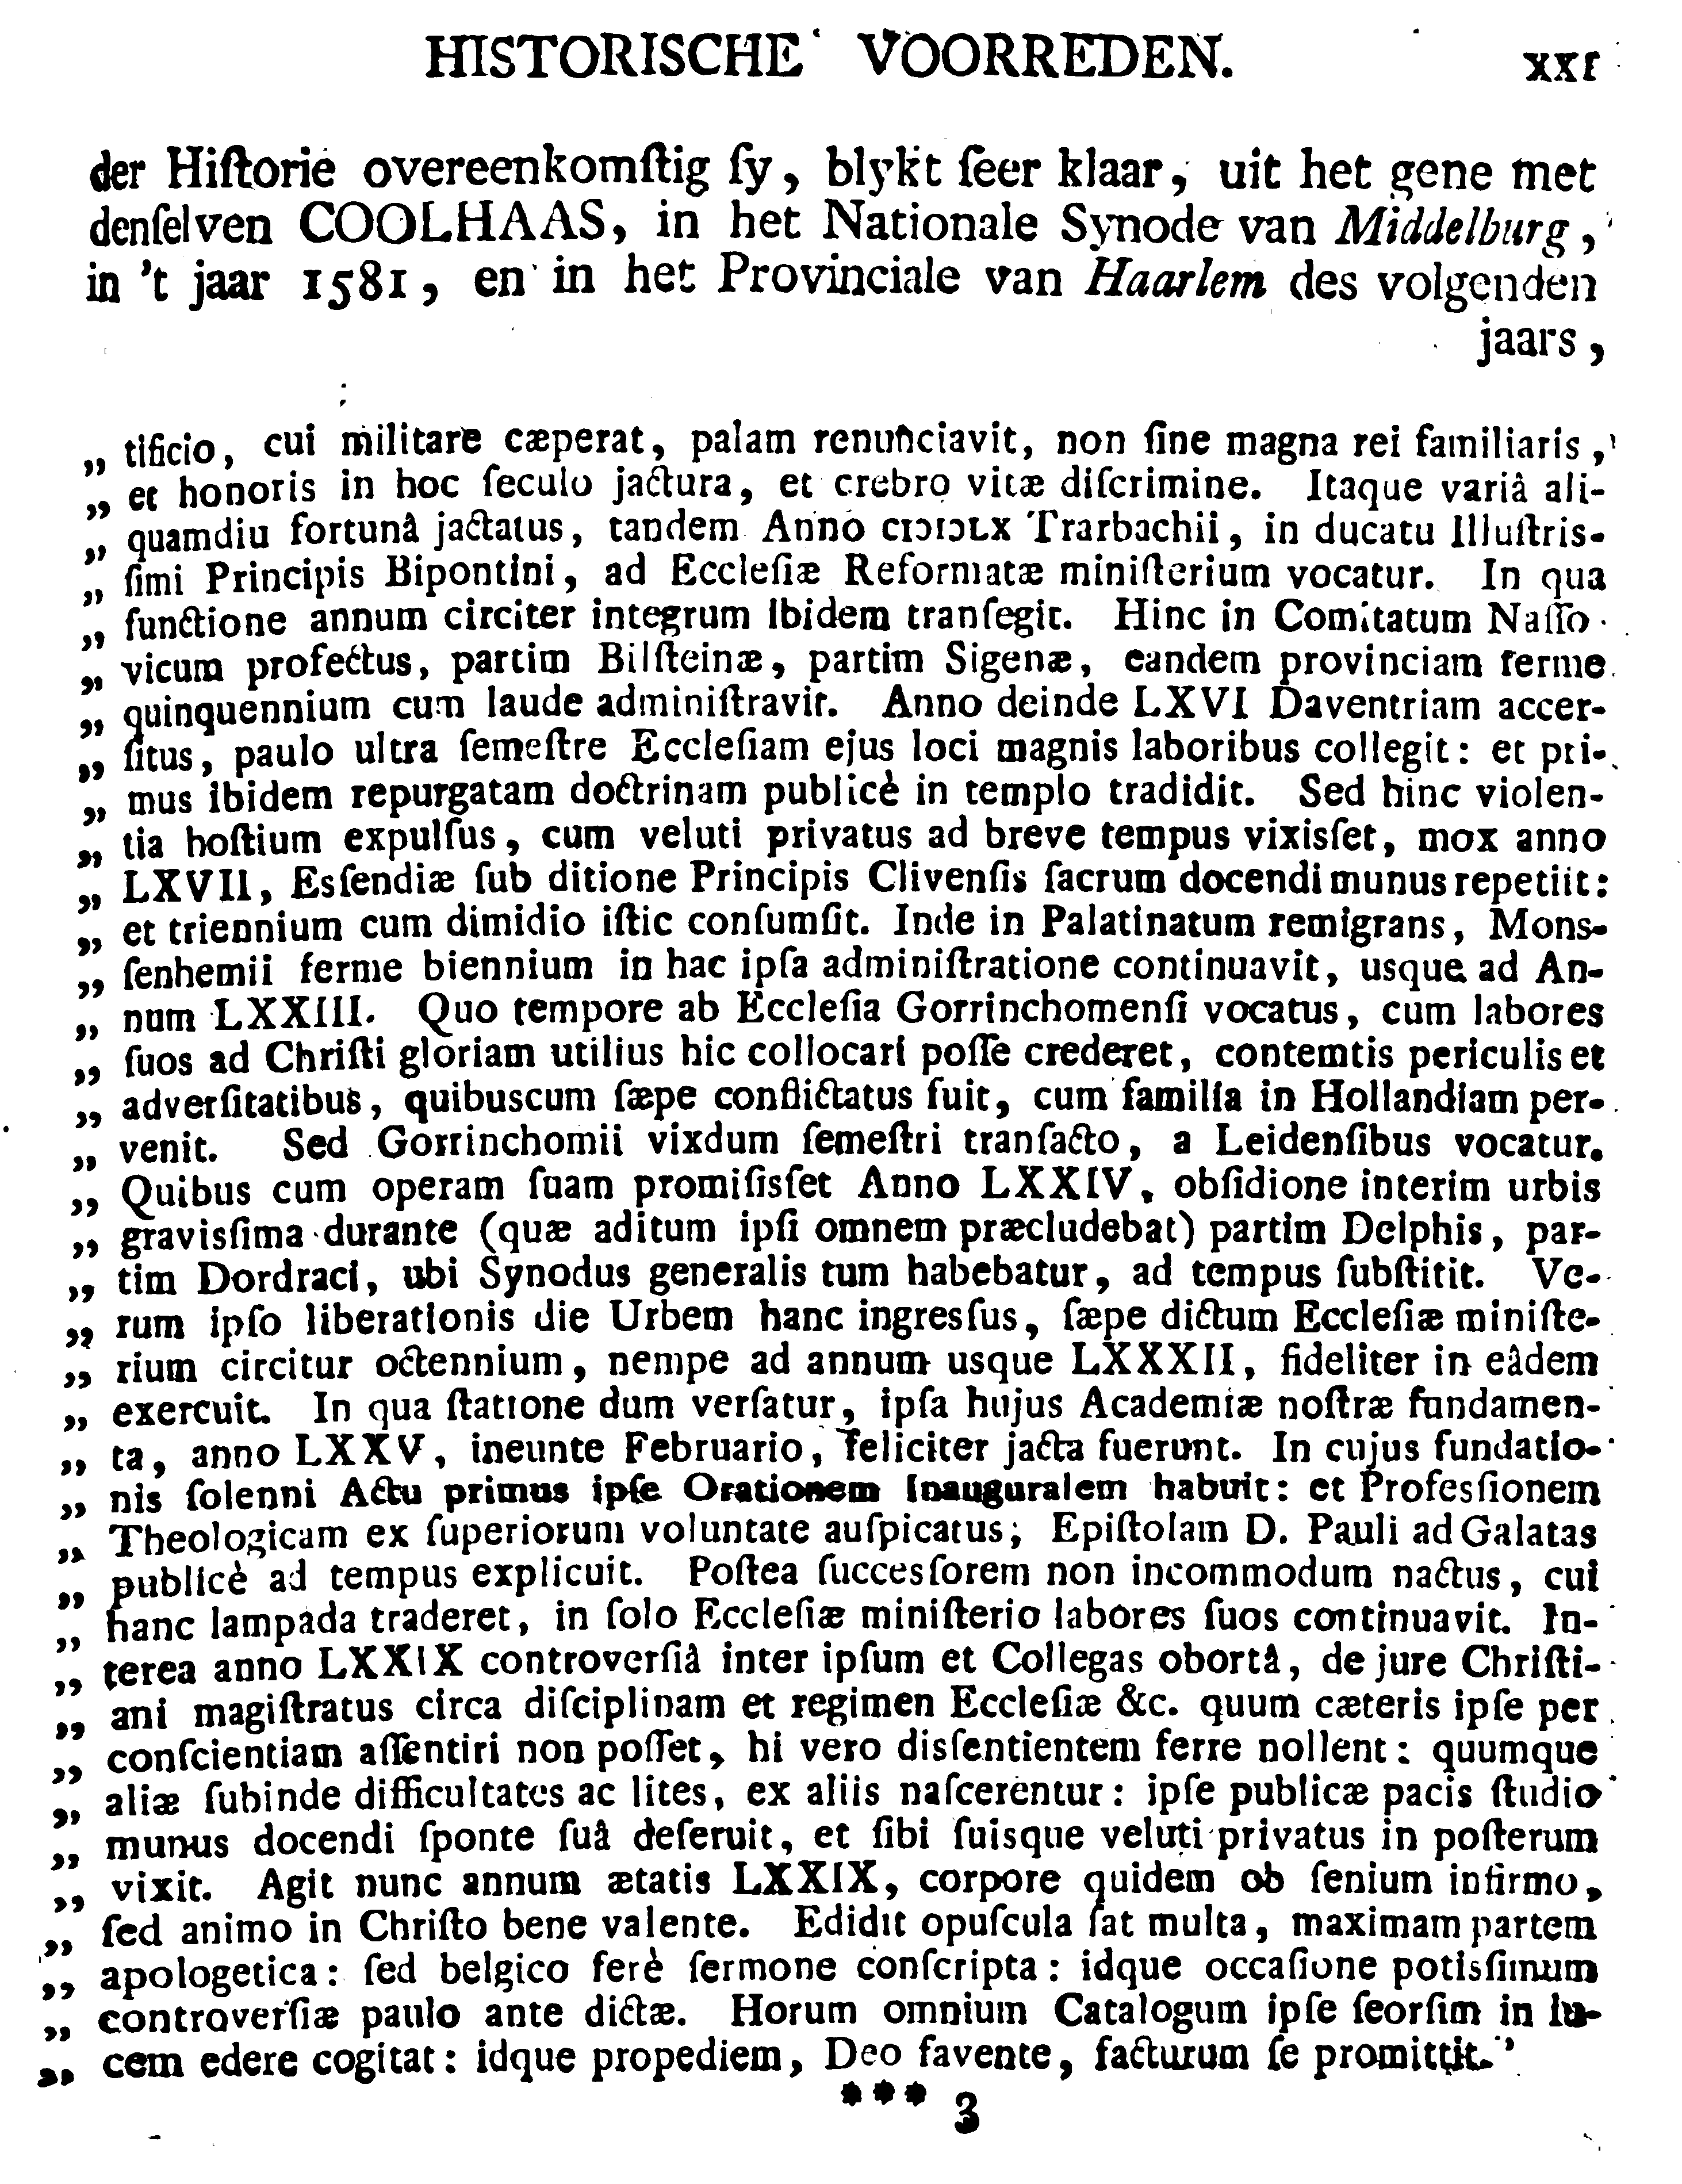 HISTORISCHE VOORREDEN. XXI
der Hiſtorie overeenkomſtig ſy, blykt ſeer klaar, uit het gene met
denſelven COOLHAAS, in het Nationale Synode van Middelburg,
in 't jaar 1581, en in het Provinciale van Haarlem des volgenden
jaars,
„ tificio, cui militare cæperat, palam renunciavit, non ſine magna rei familiaris,
„ et honoris in hoc ſeculo jactura, et crebro vitæ diſcrimine. Itaque variâ ali-
„ quamdiu fortunâ jactatus, tandem Anno CIƆIƆLX Trarbachii, in ducatu Illuſtris-
„ ſimi Principis Bipontini, ad Eccleſiæ Reformatæ miniſterium vocatur. In qua
„ functione annum circiter integrum ibidem tranſegit. Hinc in Comitatum Naſſo-
„ vicum profectus, partim Bilſteinæ, partim Sigenæ, eandem provinciam ferme
„ quinquennium cum laude adminiſtravit. Anno deinde LXVI Daventriam accer-
„ ſitus, paulo ultra ſemeſtre Eccleſiam ejus loci magnis laboribus collegit: et pri-
„ mus ibidem repurgatam doctrinam publicè in templo tradidit. Sed hinc violen-
„ tia hoſtium expulſus, cum veluti privatus ad breve tempus vixisſet, mox anno
„ LXVII, Esſendiæ ſub ditione Principis Clivenſis ſacrum docendi munus repetiit:
„ et triennium cum dimidio iſtic conſumſit. Inde in Palatinatum remigrans, Mons-
„ ſenhemii ferme biennium in hac ipſa adminiſtratione continuavit, usque ad An-
„ num LXXIII. Quo tempore ab Eccleſia Gorrinchomenſi vocatus, cum labores
„ ſuos ad Chriſti gloriam utilius hic collocari poſſe crederet, contemtis periculis et
„ adverſitatibus, quibuscum ſæpe conflictatus fuit, cum familia in Hollandiam per-
„ venit. Sed Gorrinchomii vixdum ſemeſtri tranſacto, a Leidenſibus vocatur.
„ Quibus cum operam ſuam promiſisſet Anno LXXIV, obſidione interim urbis
„ gravisſima durante (quæ aditum ipſi omnem præcludebat) partim Delphis, par-
„ tim Dordraci, ubi Synodus generalis tum habebatur, ad tempus ſubſtitit. Ve-
„ rum ipſo liberationis die Urbem hanc ingresſus, ſæpe dictum Eccleſiæ miniſte-
„ rium circitur octennium, nempe ad annum usque LXXXII, fideliter in eâdem
„ exercuit. In qua ſtatione dum verſatur, ipſa hujus Academiæ noſtræ fundamen-
„ ta, anno LXXV, ineunte Februario, feliciter jacta fuerunt. In cujus fundatio-
„ nis ſolenni Actu primus ipſe Orationem Inauguralem habuit: et Profesſionem
„ Theologicam ex ſuperiorum voluntate auſpicatus; Epiſtolam D. Pauli ad Galatas
„ publicè ad tempus explicuit. Poſtea ſuccesſorem non incommodum nactus, cui
„ hanc lampada traderet, in ſolo Eccleſiæ miniſterio labores ſuos continuavit. In-
„ terea anno LXXIX controverſiâ inter ipſum et Collegas obortâ, de jure Chriſti-
„ ani magiſtratus circa diſciplinam et regimen Eccleſiæ &c. quum cæteris ipſe per
„ conſcientiam aſſentiri non poſſet, hi vero disſentientem ferre nollent: quumque
„ aliæ ſubinde difficultates ac lites, ex aliis naſcerentur: ipſe publicæ pacis ſtudio
„ munus docendi ſponte ſuâ deſeruit, et ſibi ſuisque veluti privatus in poſterum
„ vixit. Agit nunc annum ætatis LXXIX, corpore quidem ob ſenium infirmo,
„ ſed animo in Chriſto bene valente. Edidit opuſcula ſat multa, maximam partem
„ apologetica: ſed belgico ferè ſermone conſcripta: idque occaſione potisſimum
„ controverſiæ paulo ante dictæ. Horum omnium Catalogum ipſe ſeorſim in lu-
„ cem edere cogitat: idque propediem, Deo favente, facturum ſe promittit."
*** 3